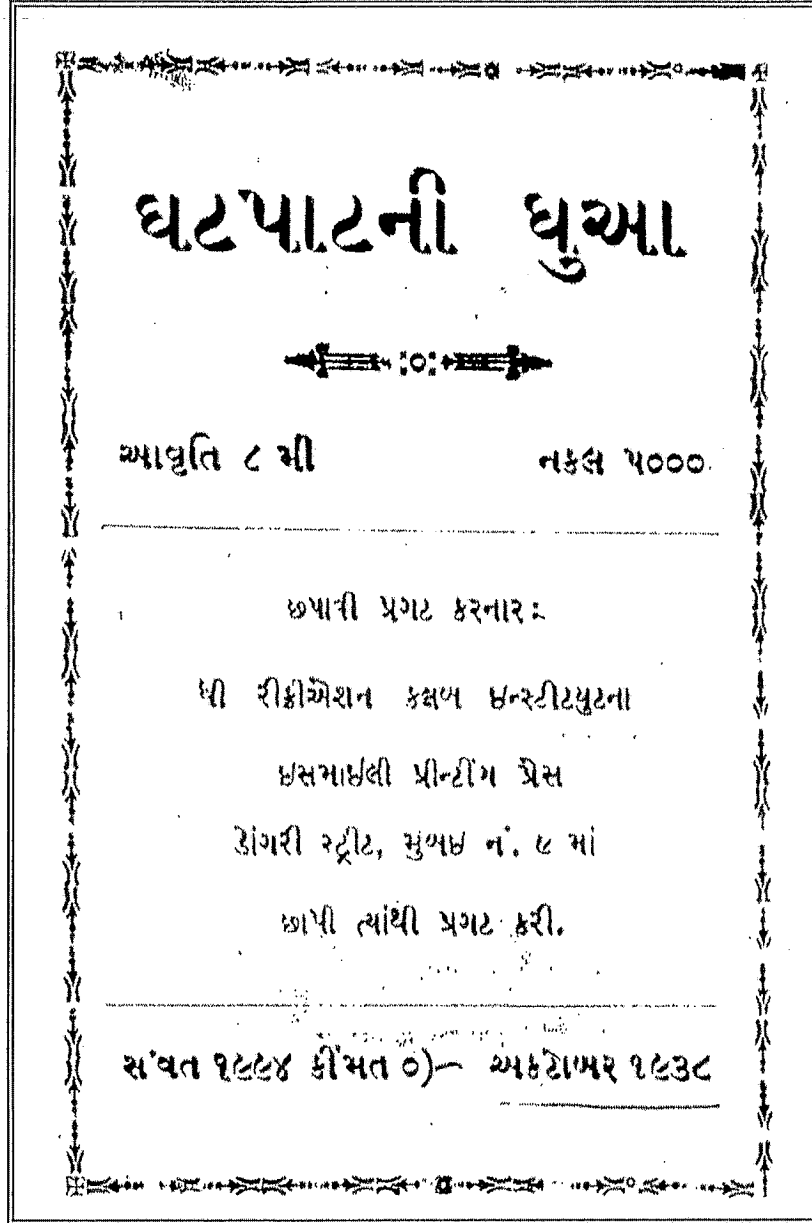 ઘટપાટની ધુઆ
આવૃતિ ૮ મી નકલ ૫૦૦૦
છપાવી પ્રગટ કરનાર:
ધી રીક્રીએશન કલબ ઇન્સ્ટીટયુટના
ઇસમાઇલી પ્રીન્ટીંગ પ્રેસ
ડોંગરી સ્ટ્રીટ, મુંબઇ નં. ૯ માં
છાપી ત્યાંથી પ્રગટ કરી.
સંવત ૧૯૯૪ કીંમત ૦)− અકટોબર ૧૯૩૮